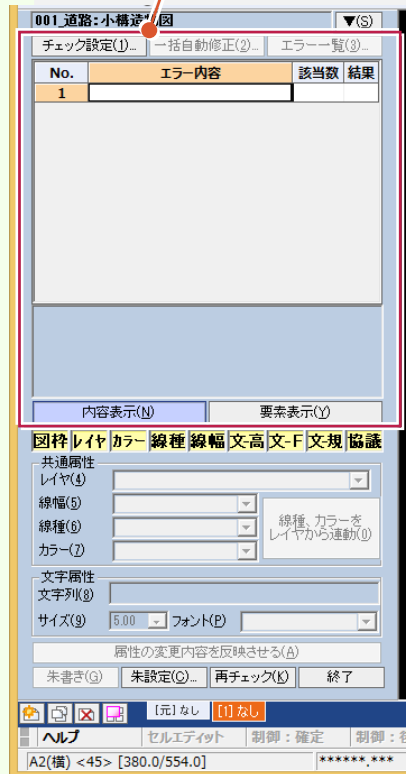 001_道路:小構造物図 ▼(S)
チェック設定(1)... 一括自動修正(2)... エラー一覧(3)...
No. エラー内容 該当数 結果
1
内容表示(N) 要素表示(Y)
図枠 レイヤ カラー 線種 線幅 文-高 文-F 文-規 協議
共通属性
レイヤ(4)
線幅(5)
線種(6)
カラー(7)
線種、カラーを
レイヤから連動(0)
文字属性
文字列(8)
サイズ(9) 5.00 フォント(P)
属性の変更内容を反映させる(A)
朱書き(G) 朱設定(C)... 再チェック(K) 終了
[元] なし [1] なし
ヘルプ セルエディット 制御:確定 制御:
A2(横) <45> [380.0/554.0] ******.***